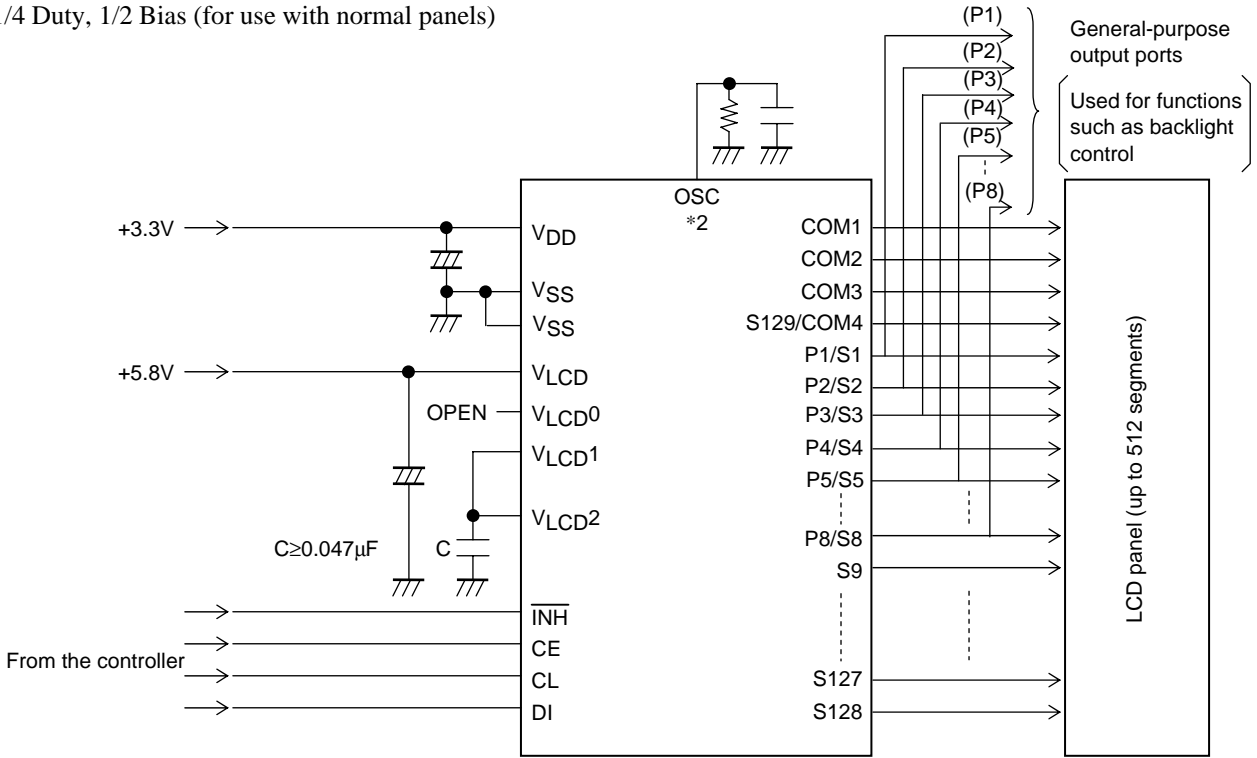 /4 Duty, 1/2 Bias (for use with normal panels)
(P1)
(P2)
(P3)
(P4)
(P5)
(P8)
General-purpose
output ports
Used for functions
such as backlight
control
OSC
*2
+3.3V
VDD
VSS
VSS
+5.8V
VLCD
OPEN
VLCD0
VLCD1
VLCD2
C≥0.047μF
C
From the controller
INH
CE
CL
DI
COM1
COM2
COM3
S129/COM4
P1/S1
P2/S2
P3/S3
P4/S4
P5/S5
P8/S8
S9
S127
S128
LCD panel (up to 512 segments)